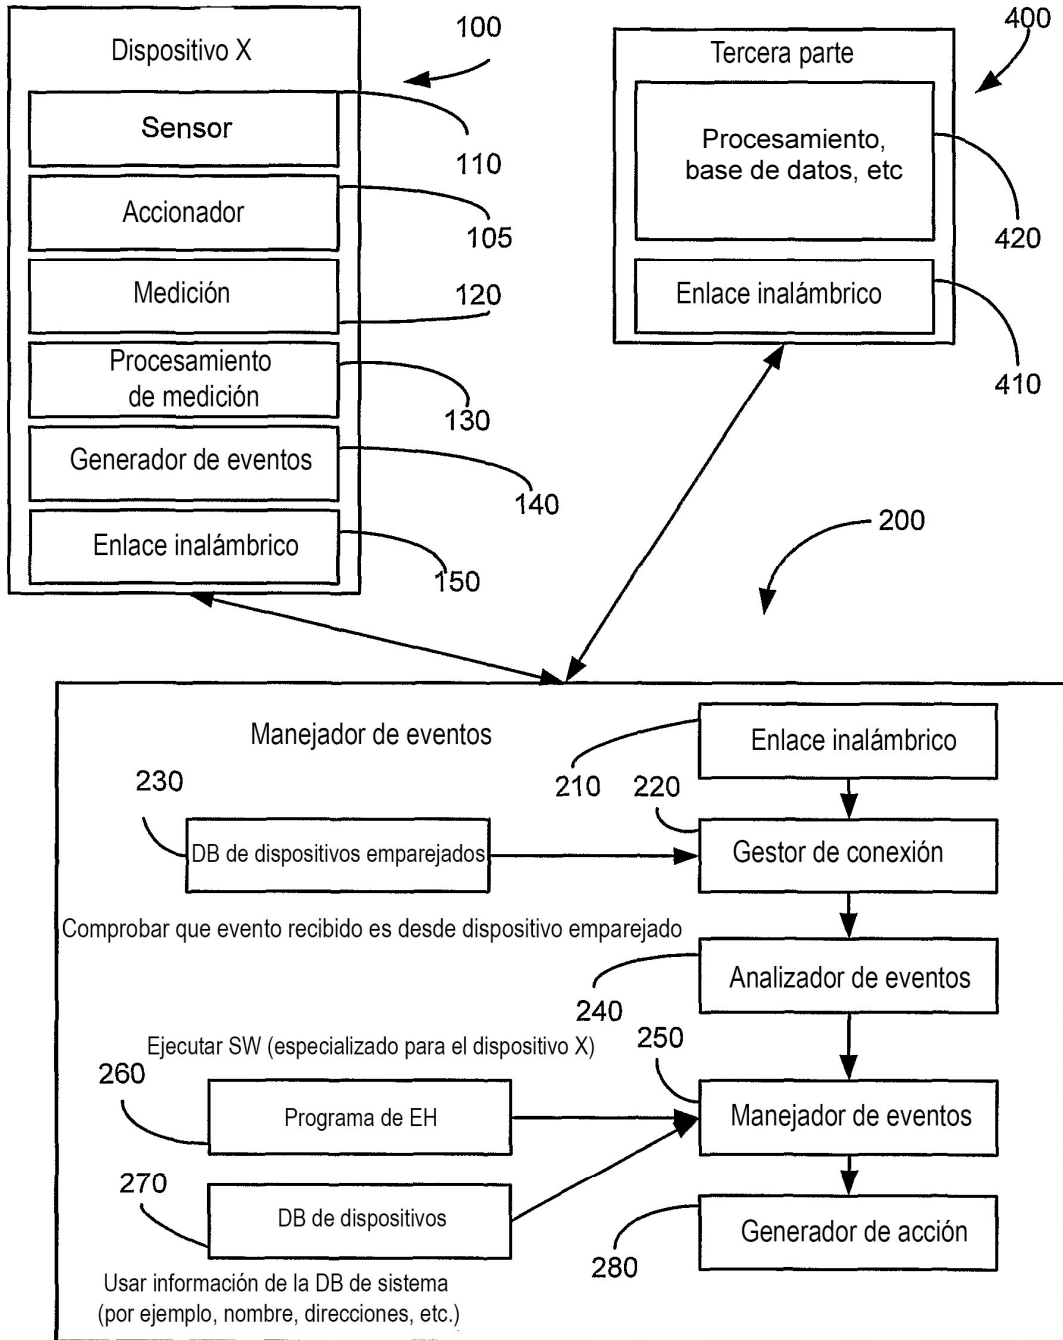 Dispositivo X
100
Sensor
110
Accionador
105
Medición
120
Procesamiento
de medición
130
Generador de eventos
140
Enlace inalámbrico
150
400
Tercera parte
Procesamiento,
base de datos, etc
420
Enlace inalámbrico
410
200
Manejador de eventos
Enlace inalámbrico
210
230
220
DB de dispositivos emparejados
Gestor de conexión
Comprobar que evento recibido es desde dispositivo emparejado
Analizador de eventos
240
Ejecutar SW (especializado para el dispositivo X)
250
260
Programa de EH
Manejador de eventos
270
DB de dispositivos
Generador de acción
280
Usar información de la DB de sistema
(por ejemplo, nombre, direcciones, etc.)